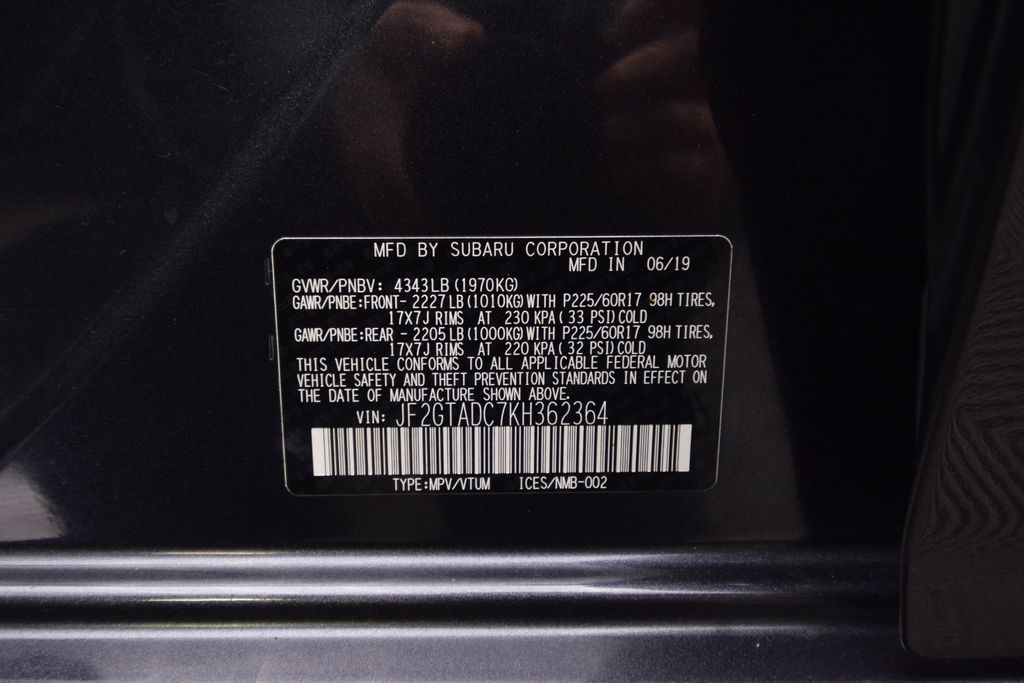 MFD BY SUBARU CORPORATION
MFD IN 06/19
GVWR/PNBV: 4343LB (1970KG)
GAWR/PNBE:FRONT- 2227LB (1010KG) WITH P225/60R17 98H TIRES,
17X7J RIMS AT 230 KPA( 33 PSI) COLD
GAWR/PNBE:REAR - 2205LB (1000KG) WITH P225/60R17 98H TIRES,
17X7J RIMS AT 220 KPA( 32 PSI) COLD
THIS VEHICLE CONFORMS TO ALL APPLICABLE FEDERAL MOTOR
VEHICLE SAFETY AND THEFT PREVENTION STANDARDS IN EFFECT ON
THE DATE OF MANUFACTURE SHOWN ABOVE.
VIN: JF2GTADC7KH362364
TYPE:MPV/VTUM ICES/NMB-002